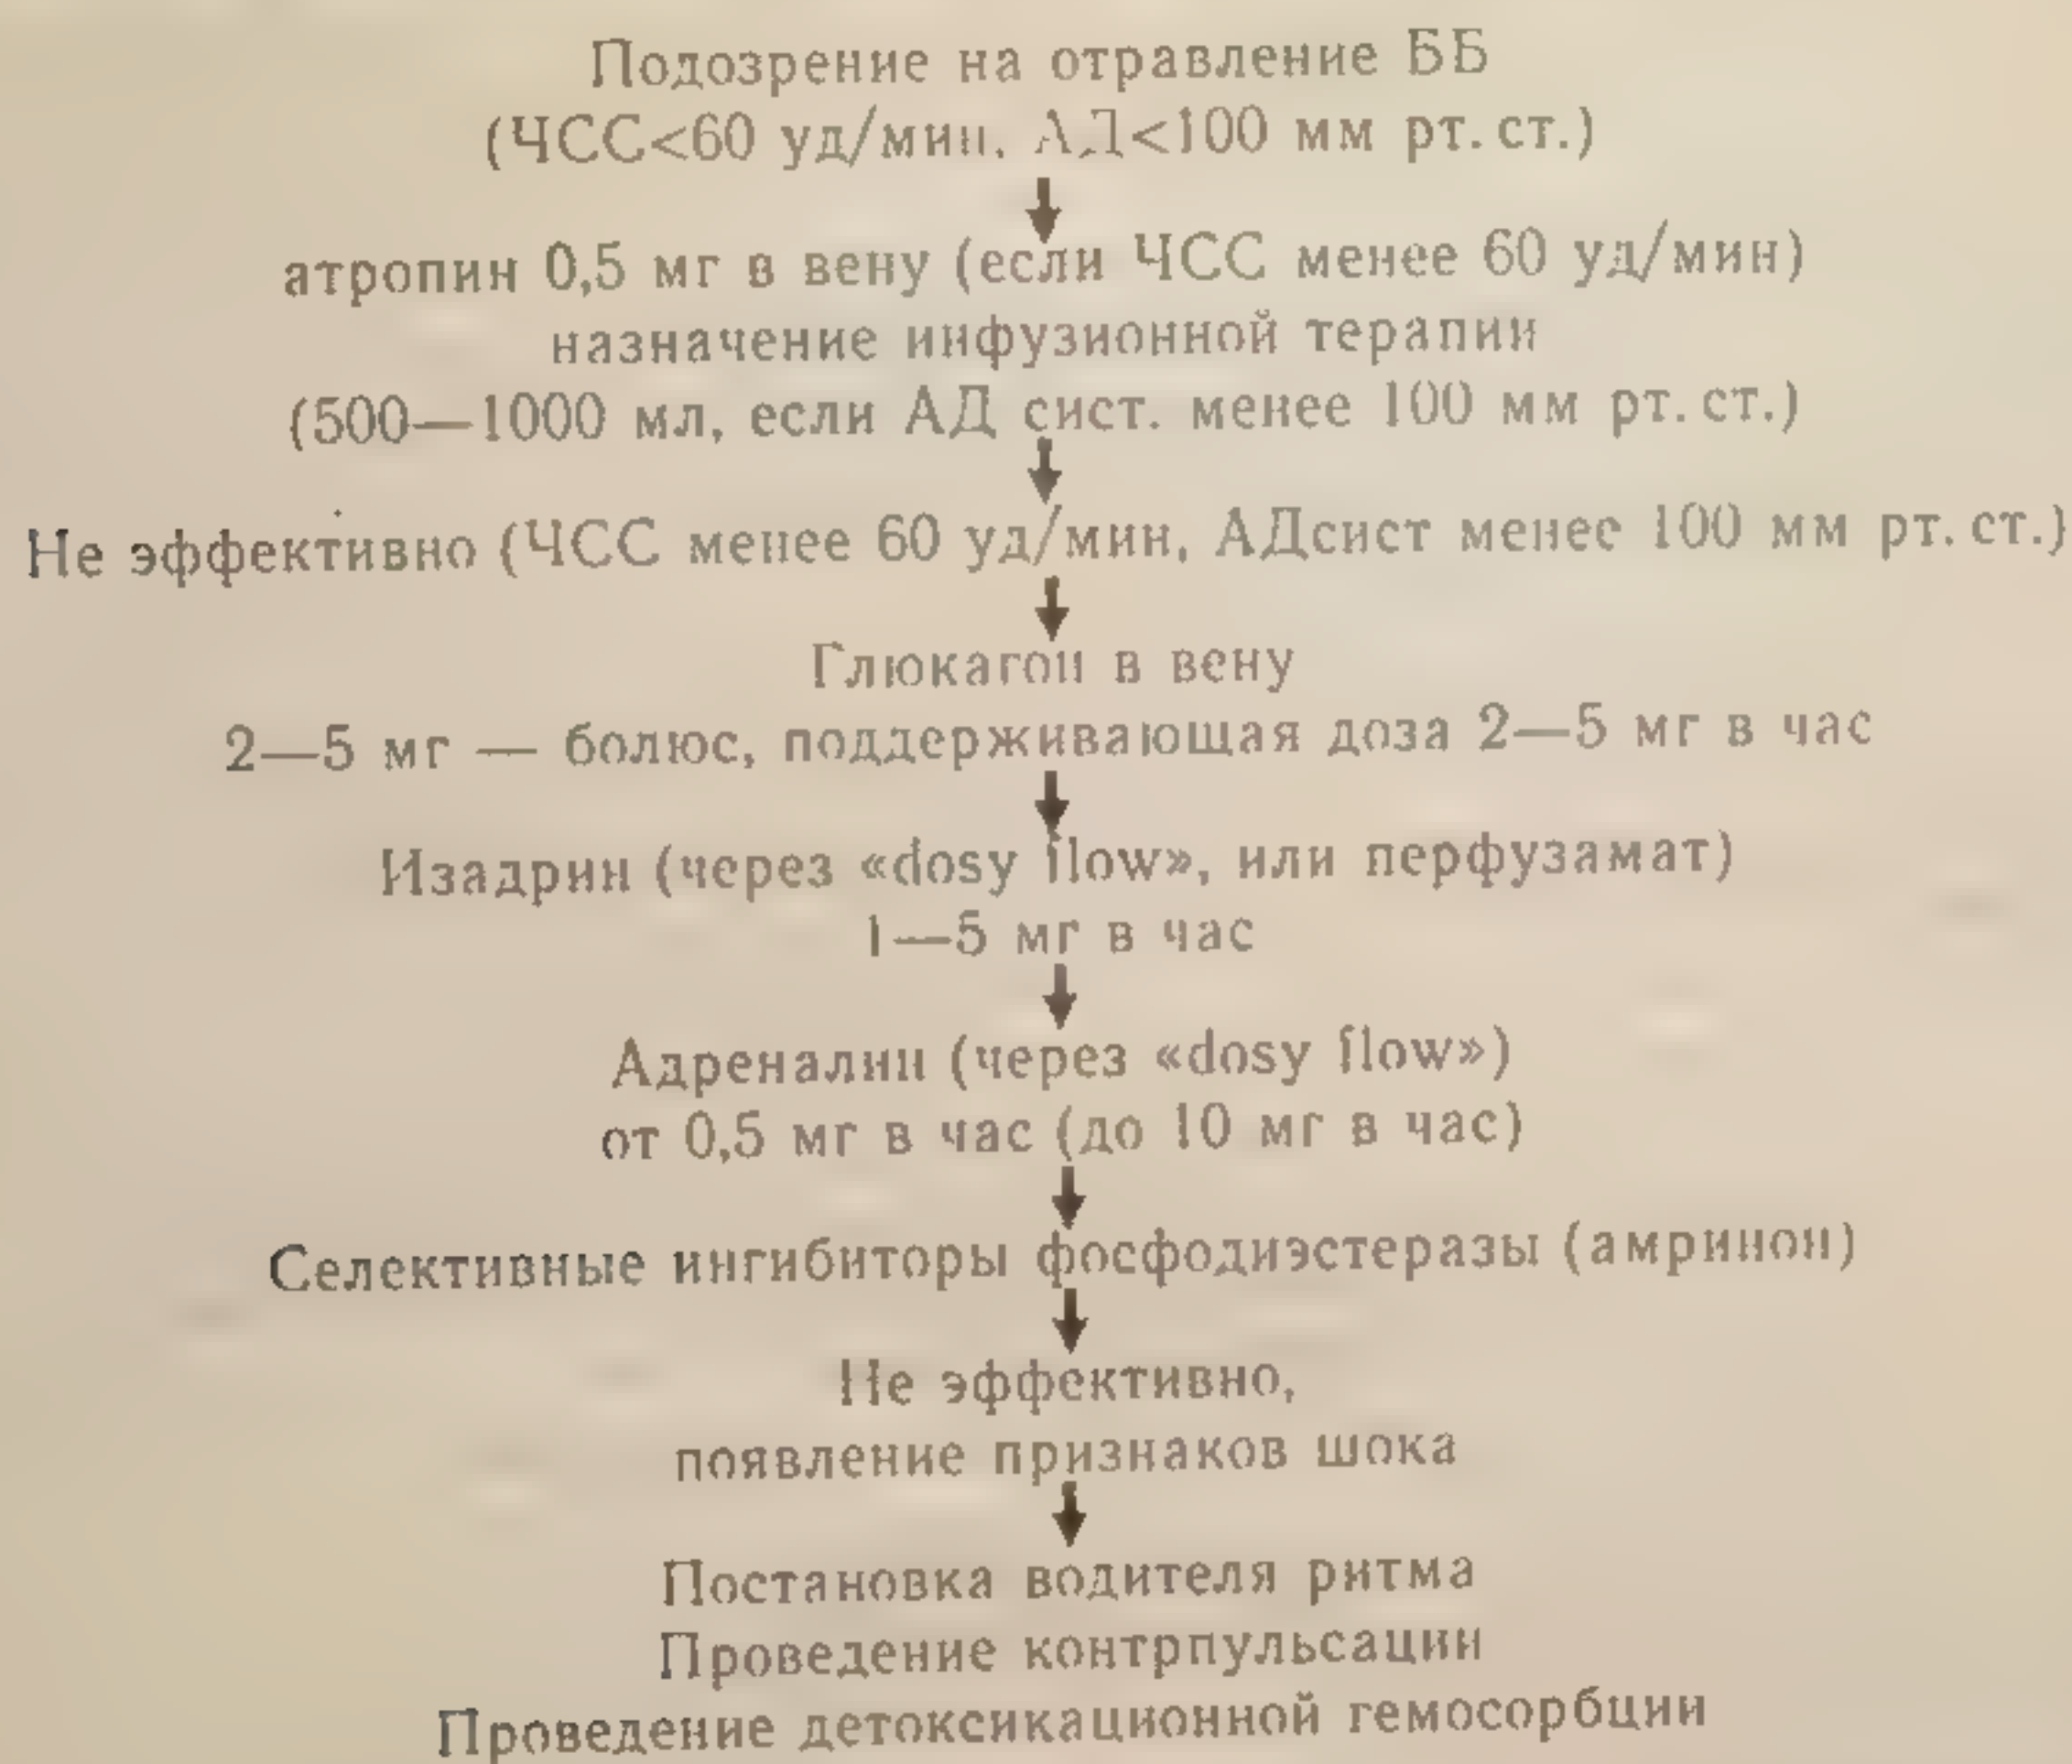 Подозрение на отравление ББ
(ЧСС<60 уд/мин, АД<100 мм рт. ст.)
атропин 0,5 мг в вену (если ЧСС менее 60 уд/мин)
назначение инфузионной терапии
(500—1000 мл, если АД сист. менее 100 мм рт. ст.)
Не эффективно (ЧСС менее 60 уд/мин, АДсист менее 100 мм рт. ст.)
Глюкагон в вену
2—5 мг — болюс, поддерживающая доза 2—5 мг в час
Изадрин (через «dosy flow», или перфузамат)
1—5 мг в час
Адреналин (через «dosy flow»)
от 0,5 мг в час (до 10 мг в час)
Селективные ингибиторы фосфодиэстеразы (амринон)
Не эффективно,
появление признаков шока
Постановка водителя ритма
Проведение контрпульсации
Проведение детоксикационной гемосорбции